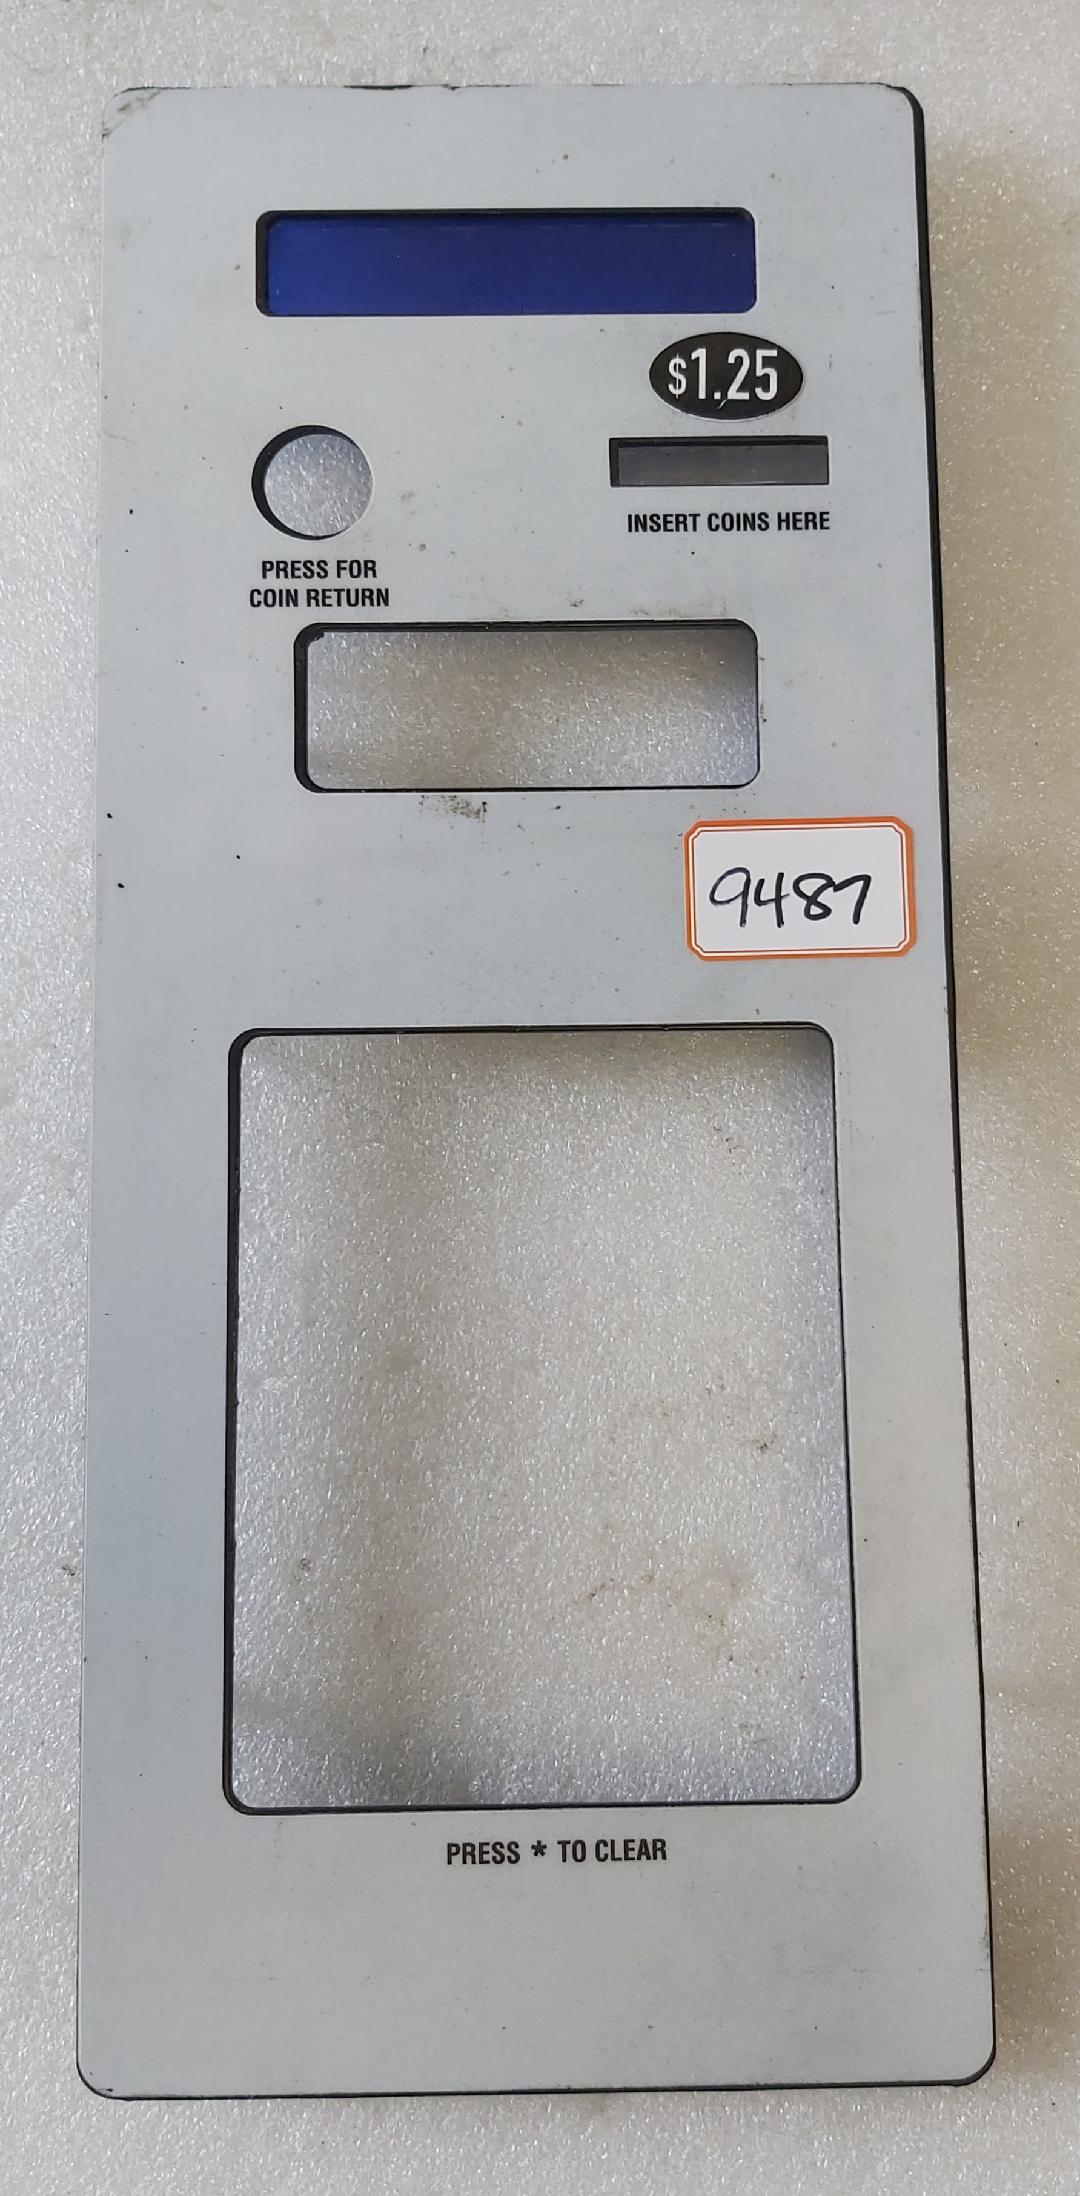 $1.25
INSERT COINS HERE
PRESS FOR
COIN RETURN
9487
PRESS * TO CLEAR